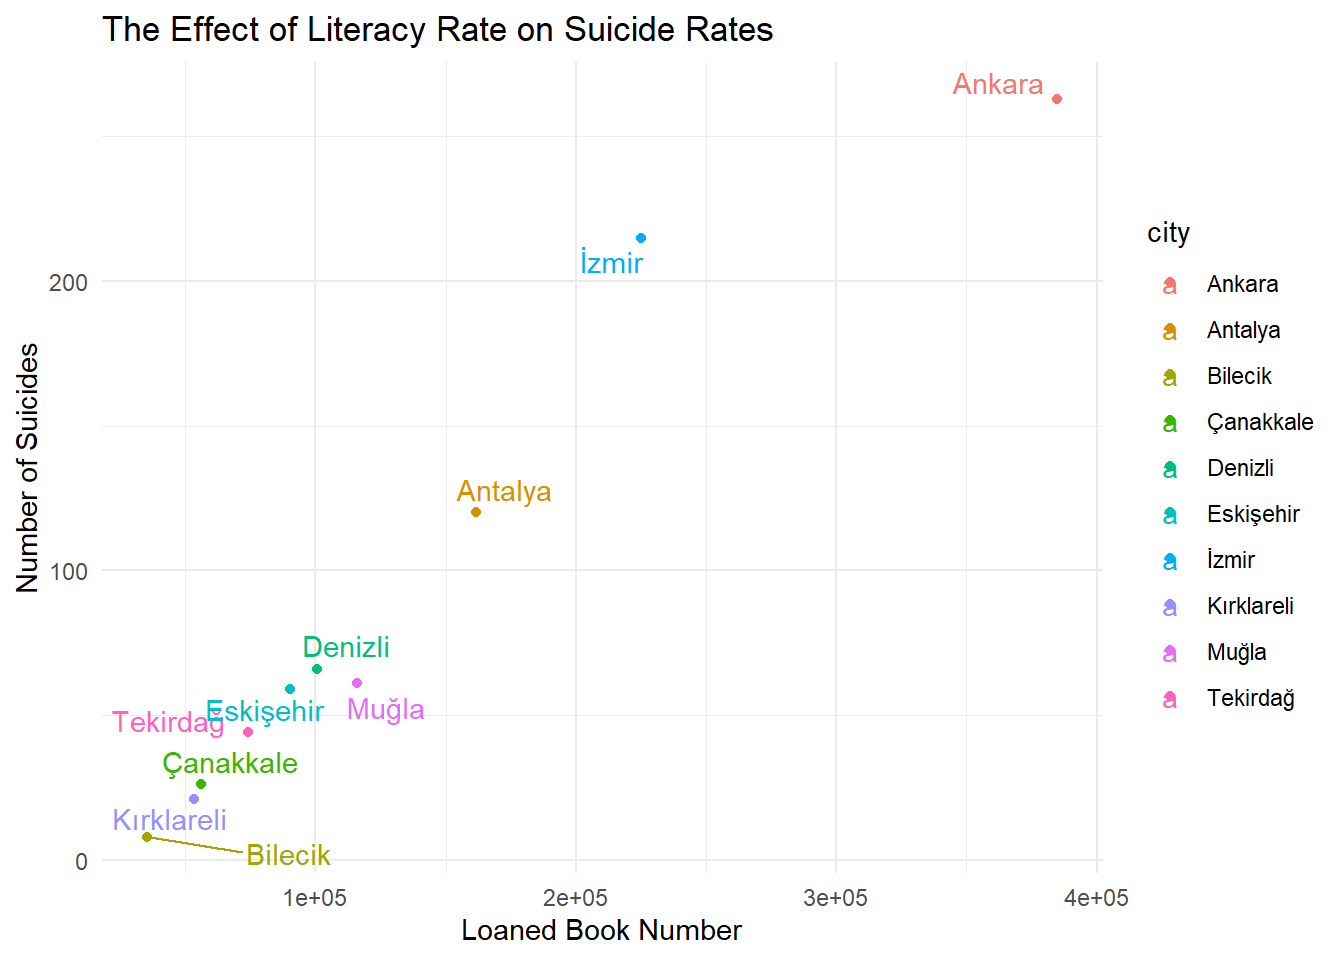 The Effect of Literacy Rate on Suicide Rates
Number of Suicides
200
100
0
Ankara
İzmir
Antalya
Denizli
Muğla
Eskişehir
Tekirdağ
Çanakkale
Kırklareli
Bilecik
1e+05
2e+05
3e+05
4e+05
Loaned Book Number
city
a Ankara
a Antalya
a Bilecik
a Çanakkale
a Denizli
a Eskişehir
a İzmir
a Kırklareli
a Muğla
a Tekirdağ